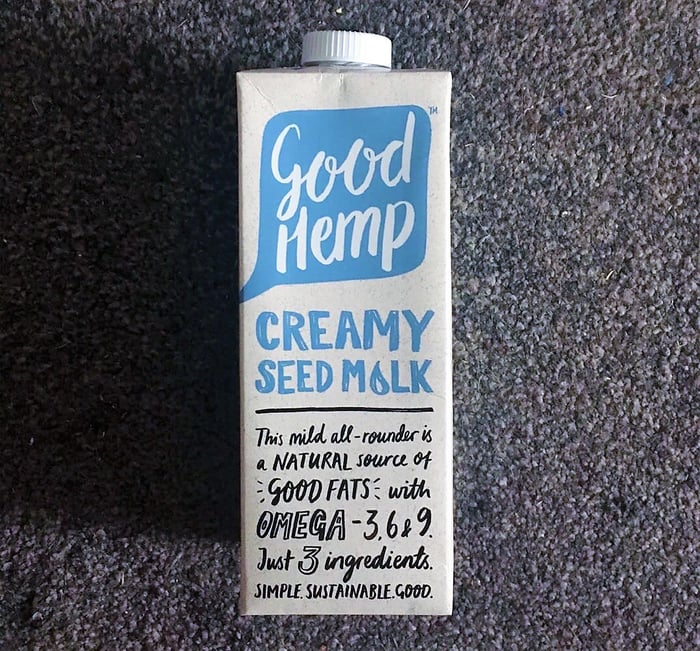 Good
Hemp
TM
CREAMY
SEED M💧LK
This mild all-rounder is
a NATURAL source of
GOOD FATS with
OMEGA-3,6 & 9.
Just 3 ingredients.
SIMPLE. SUSTAINABLE. GOOD.